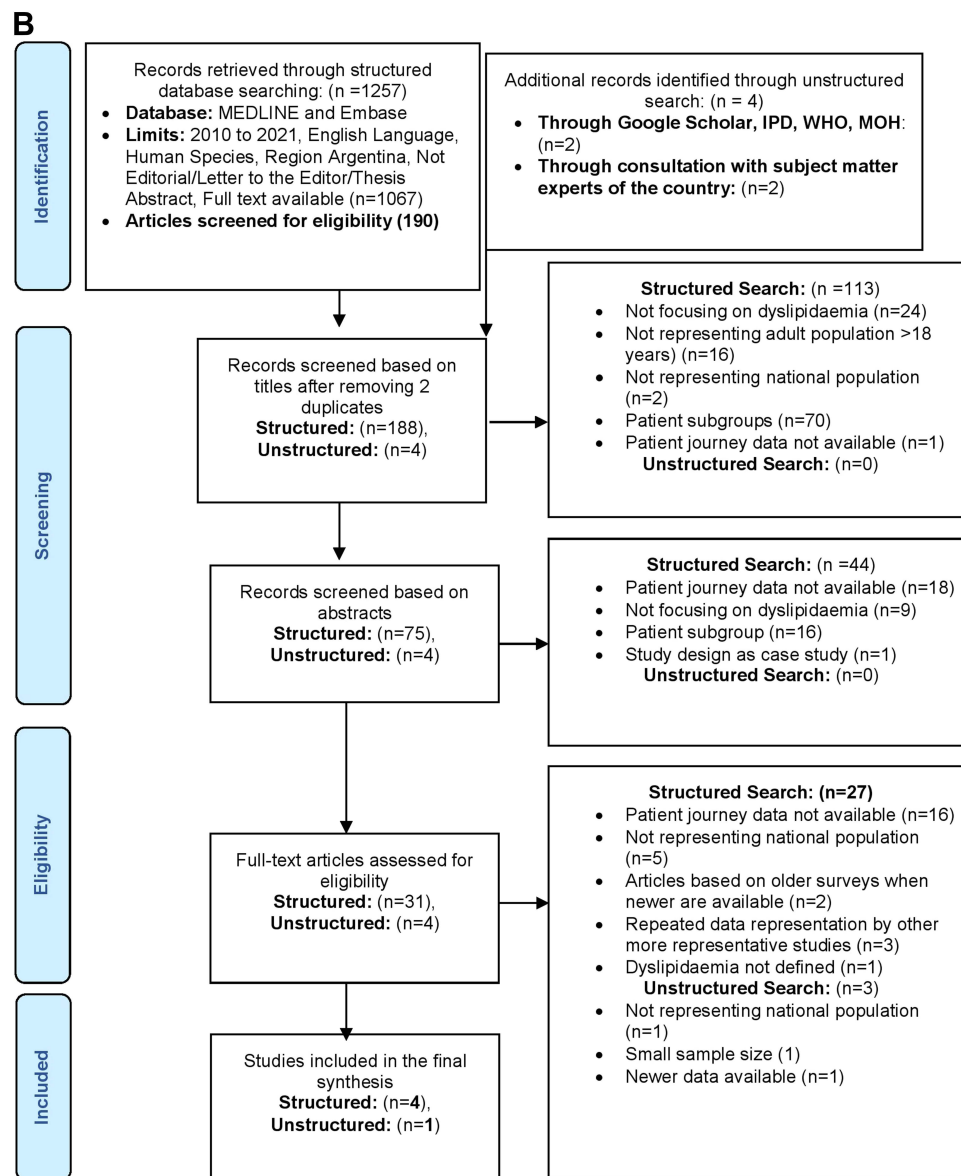 B
Identification
Records retrieved through structured
database searching: (n =1257)
• Database: MEDLINE and Embase
• Limits: 2010 to 2021, English Language,
Human Species, Region Argentina, Not
Editorial/Letter to the Editor/Thesis
Abstract, Full text available (n=1067)
• Articles screened for eligibility (190)
Additional records identified through unstructured
search: (n = 4)
• Through Google Scholar, IPD, WHO, MOH:
(n=2)
• Through consultation with subject matter
experts of the country: (n=2)
Screening
Records screened based on
titles after removing 2
duplicates
Structured: (n=188),
Unstructured: (n=4)
Structured Search: (n =113)
• Not focusing on dyslipidaemia (n=24)
• Not representing adult population >18
years) (n=16)
• Not representing national population
(n=2)
• Patient subgroups (n=70)
• Patient journey data not available (n=1)
Unstructured Search: (n=0)
Records screened based on
abstracts
Structured: (n=75),
Unstructured: (n=4)
Structured Search: (n =44)
• Patient journey data not available (n=18)
• Not focusing on dyslipidaemia (n=9)
• Patient subgroup (n=16)
• Study design as case study (n=1)
Unstructured Search: (n=0)
Eligibility
Full-text articles assessed for
eligibility
Structured: (n=31),
Unstructured: (n=4)
Structured Search: (n=27)
• Patient journey data not available (n=16)
• Not representing national population
(n=5)
• Articles based on older surveys when
newer are available (n=2)
• Repeated data representation by other
more representative studies (n=3)
• Dyslipidaemia not defined (n=1)
Unstructured Search: (n=3)
• Not representing national population
(n=1)
• Small sample size (1)
• Newer data available (n=1)
Included
Studies included in the final
synthesis
Structured: (n=4),
Unstructured: (n=1)